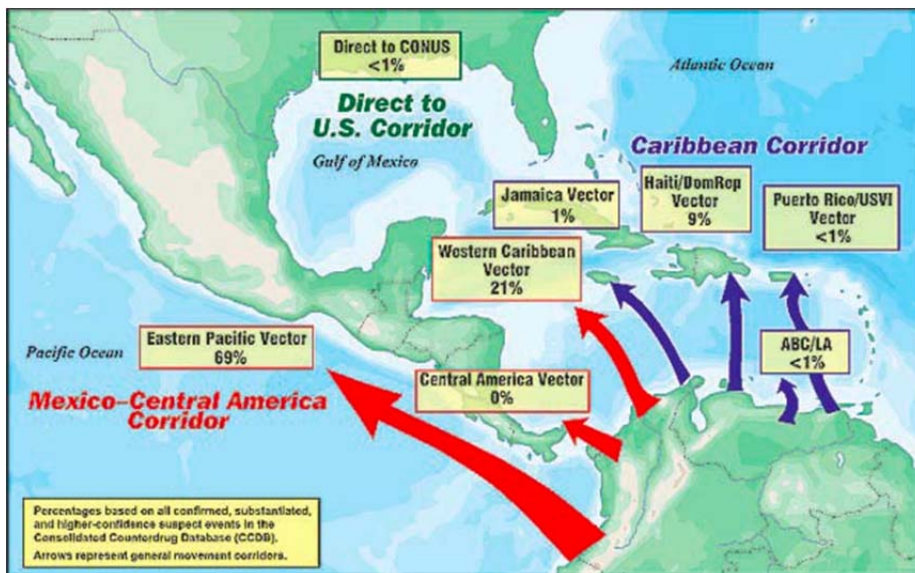 Direct to CONUS
<1%
Direct to
U.S. Corridor
Gulf of Mexico
Atlantic Ocean
Caribbean Corridor
Jamaica Vector
1%
Haiti/DomRep
Vector
9%
Puerto Rico/USVI
Vector
<1%
Western Caribbean
Vector
21%
Pacific Ocean
Eastern Pacific Vector
69%
ABC/LA
<1%
Central America Vector
0%
Mexico–Central America
Corridor
Percentages based on all confirmed, substantiated,
and higher-confidence suspect events in the
Consolidated Counterdrug Database (CCDB).
Arrows represent general movement corridors.